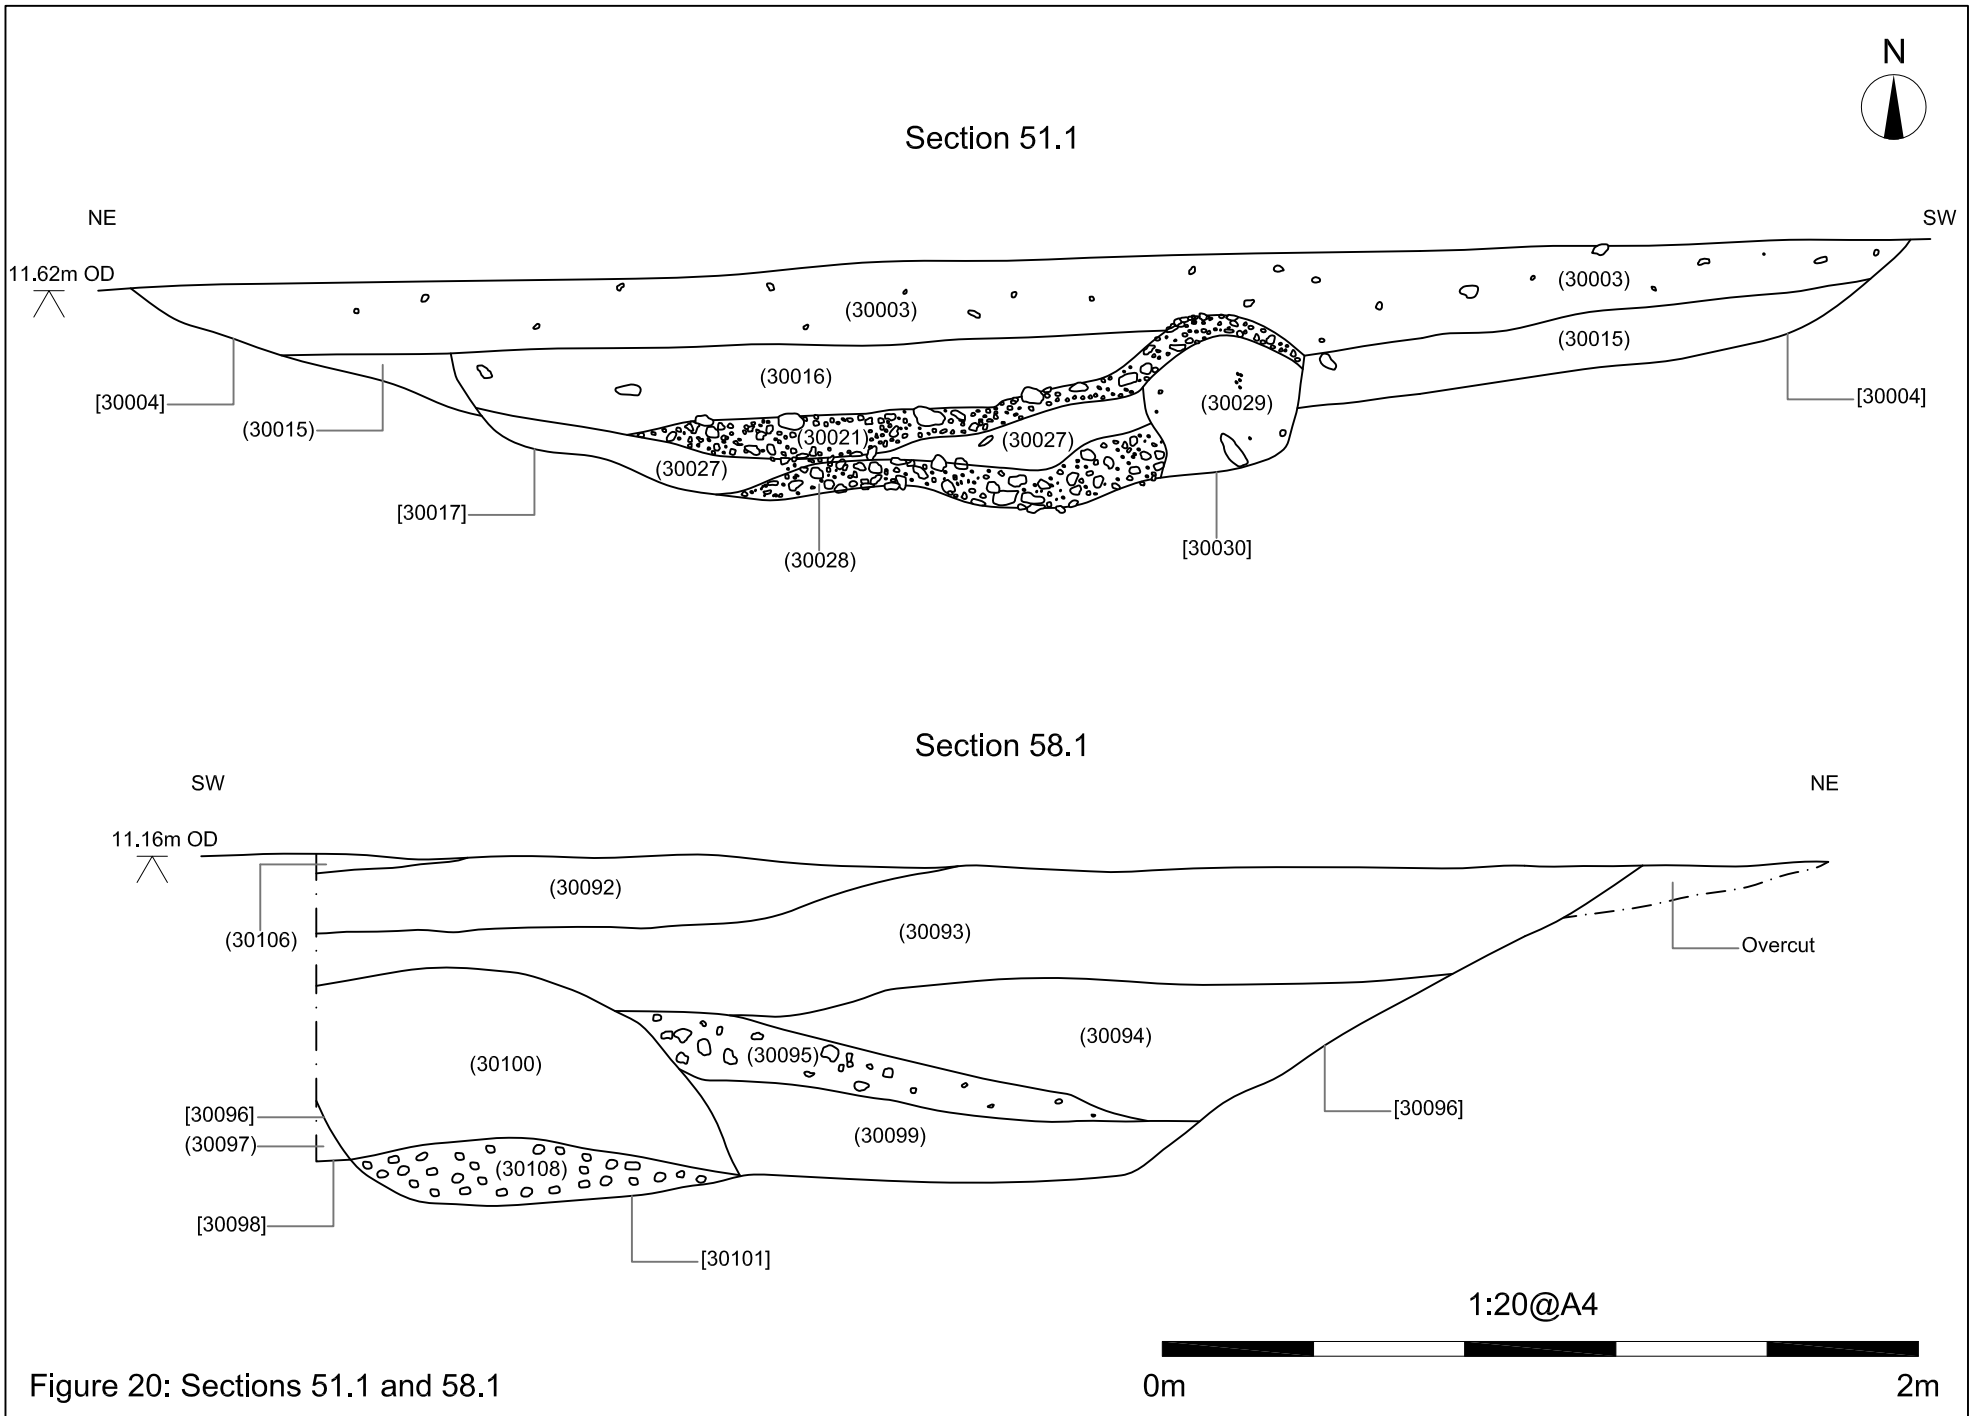 N
Section 51.1
NE
SW
11.62m OD
(30003)
(30003)
(30015)
(30016)
[30004]
[30004]
(30029)
(30015)
(30021)
(30027)
(30027)
[30017]
[30030]
(30028)
Section 58.1
SW
NE
11.16m OD
(30092)
(30106)
(30093)
Overcut
(30094)
(30095)
(30100)
[30096]
[30096]
(30097)
(30099)
(30108)
[30098]
[30101]
1:20@A4
0m
2m
Figure 20: Sections 51.1 and 58.1